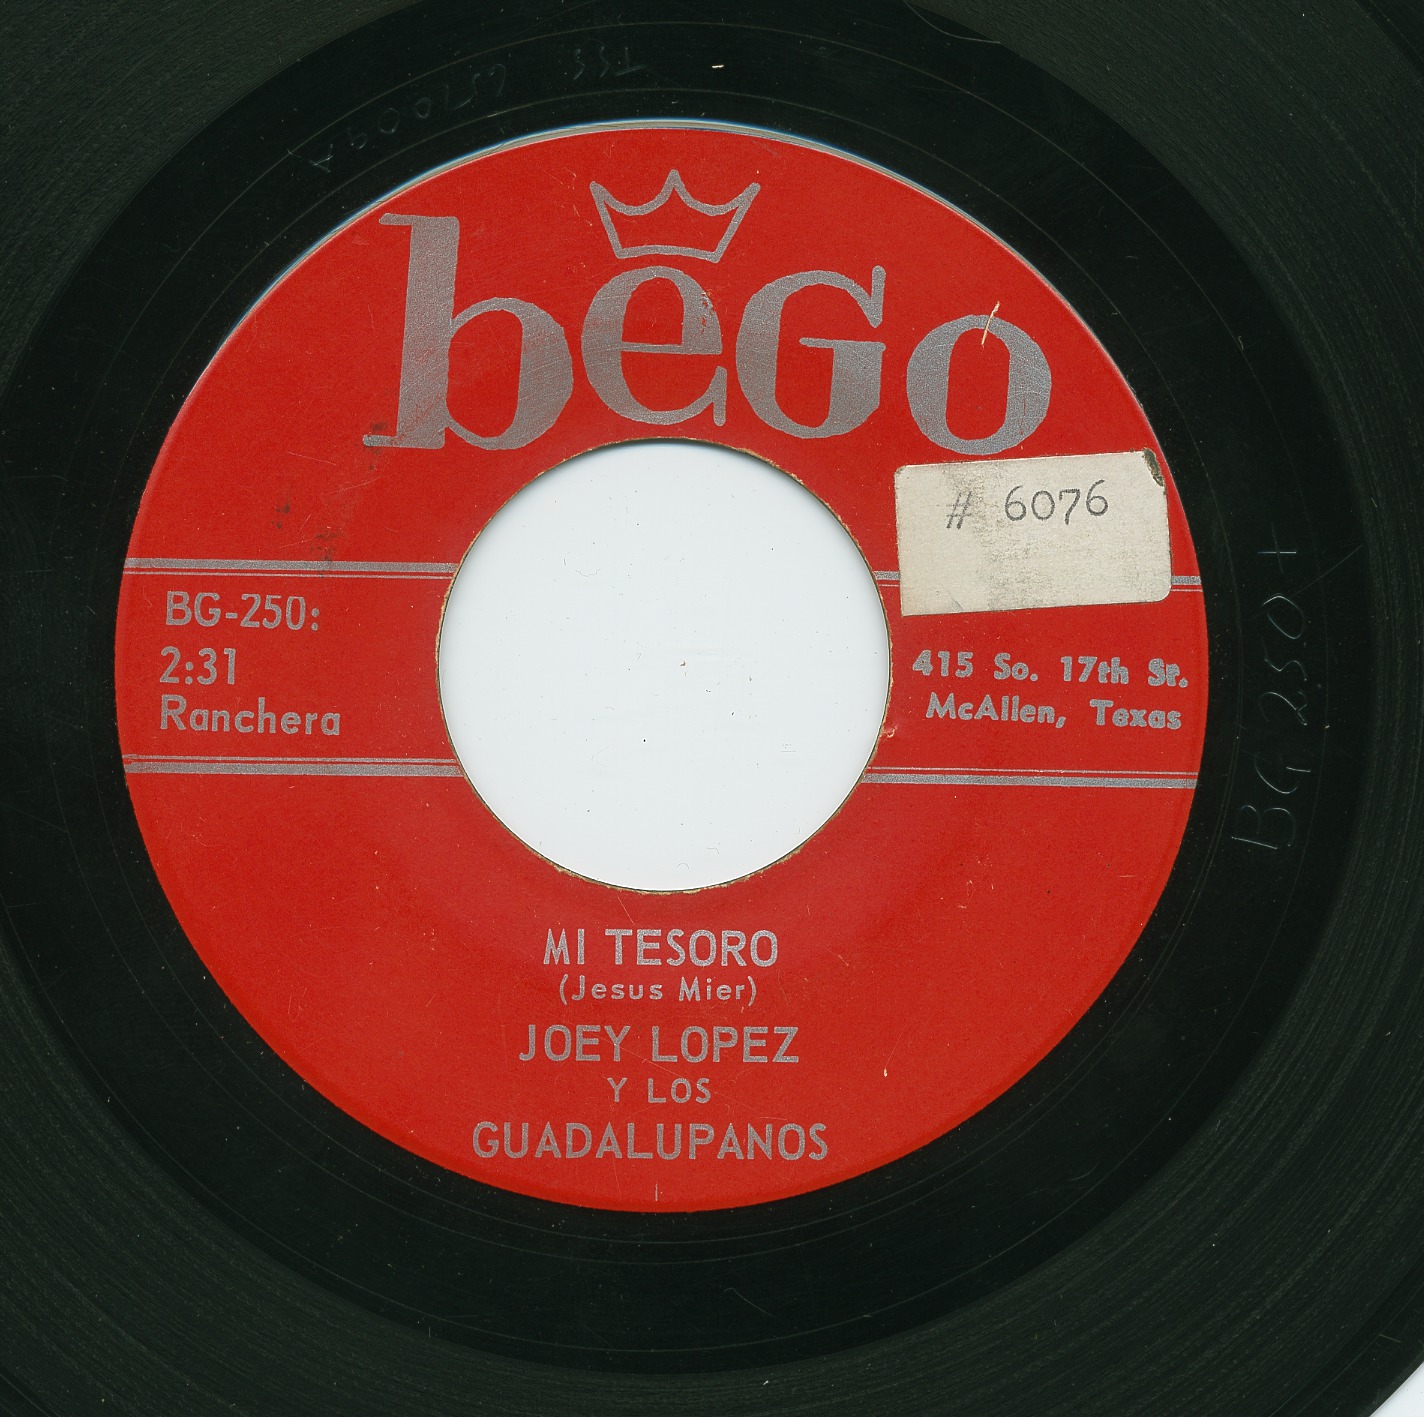 beGo
# 6076
BG-250:
2:31
Ranchera
415 So. 17th St.
McAllen, Texas
MI TESORO
(Jesus Mier)
JOEY LOPEZ
Y LOS
GUADALUPANOS
BG 250+